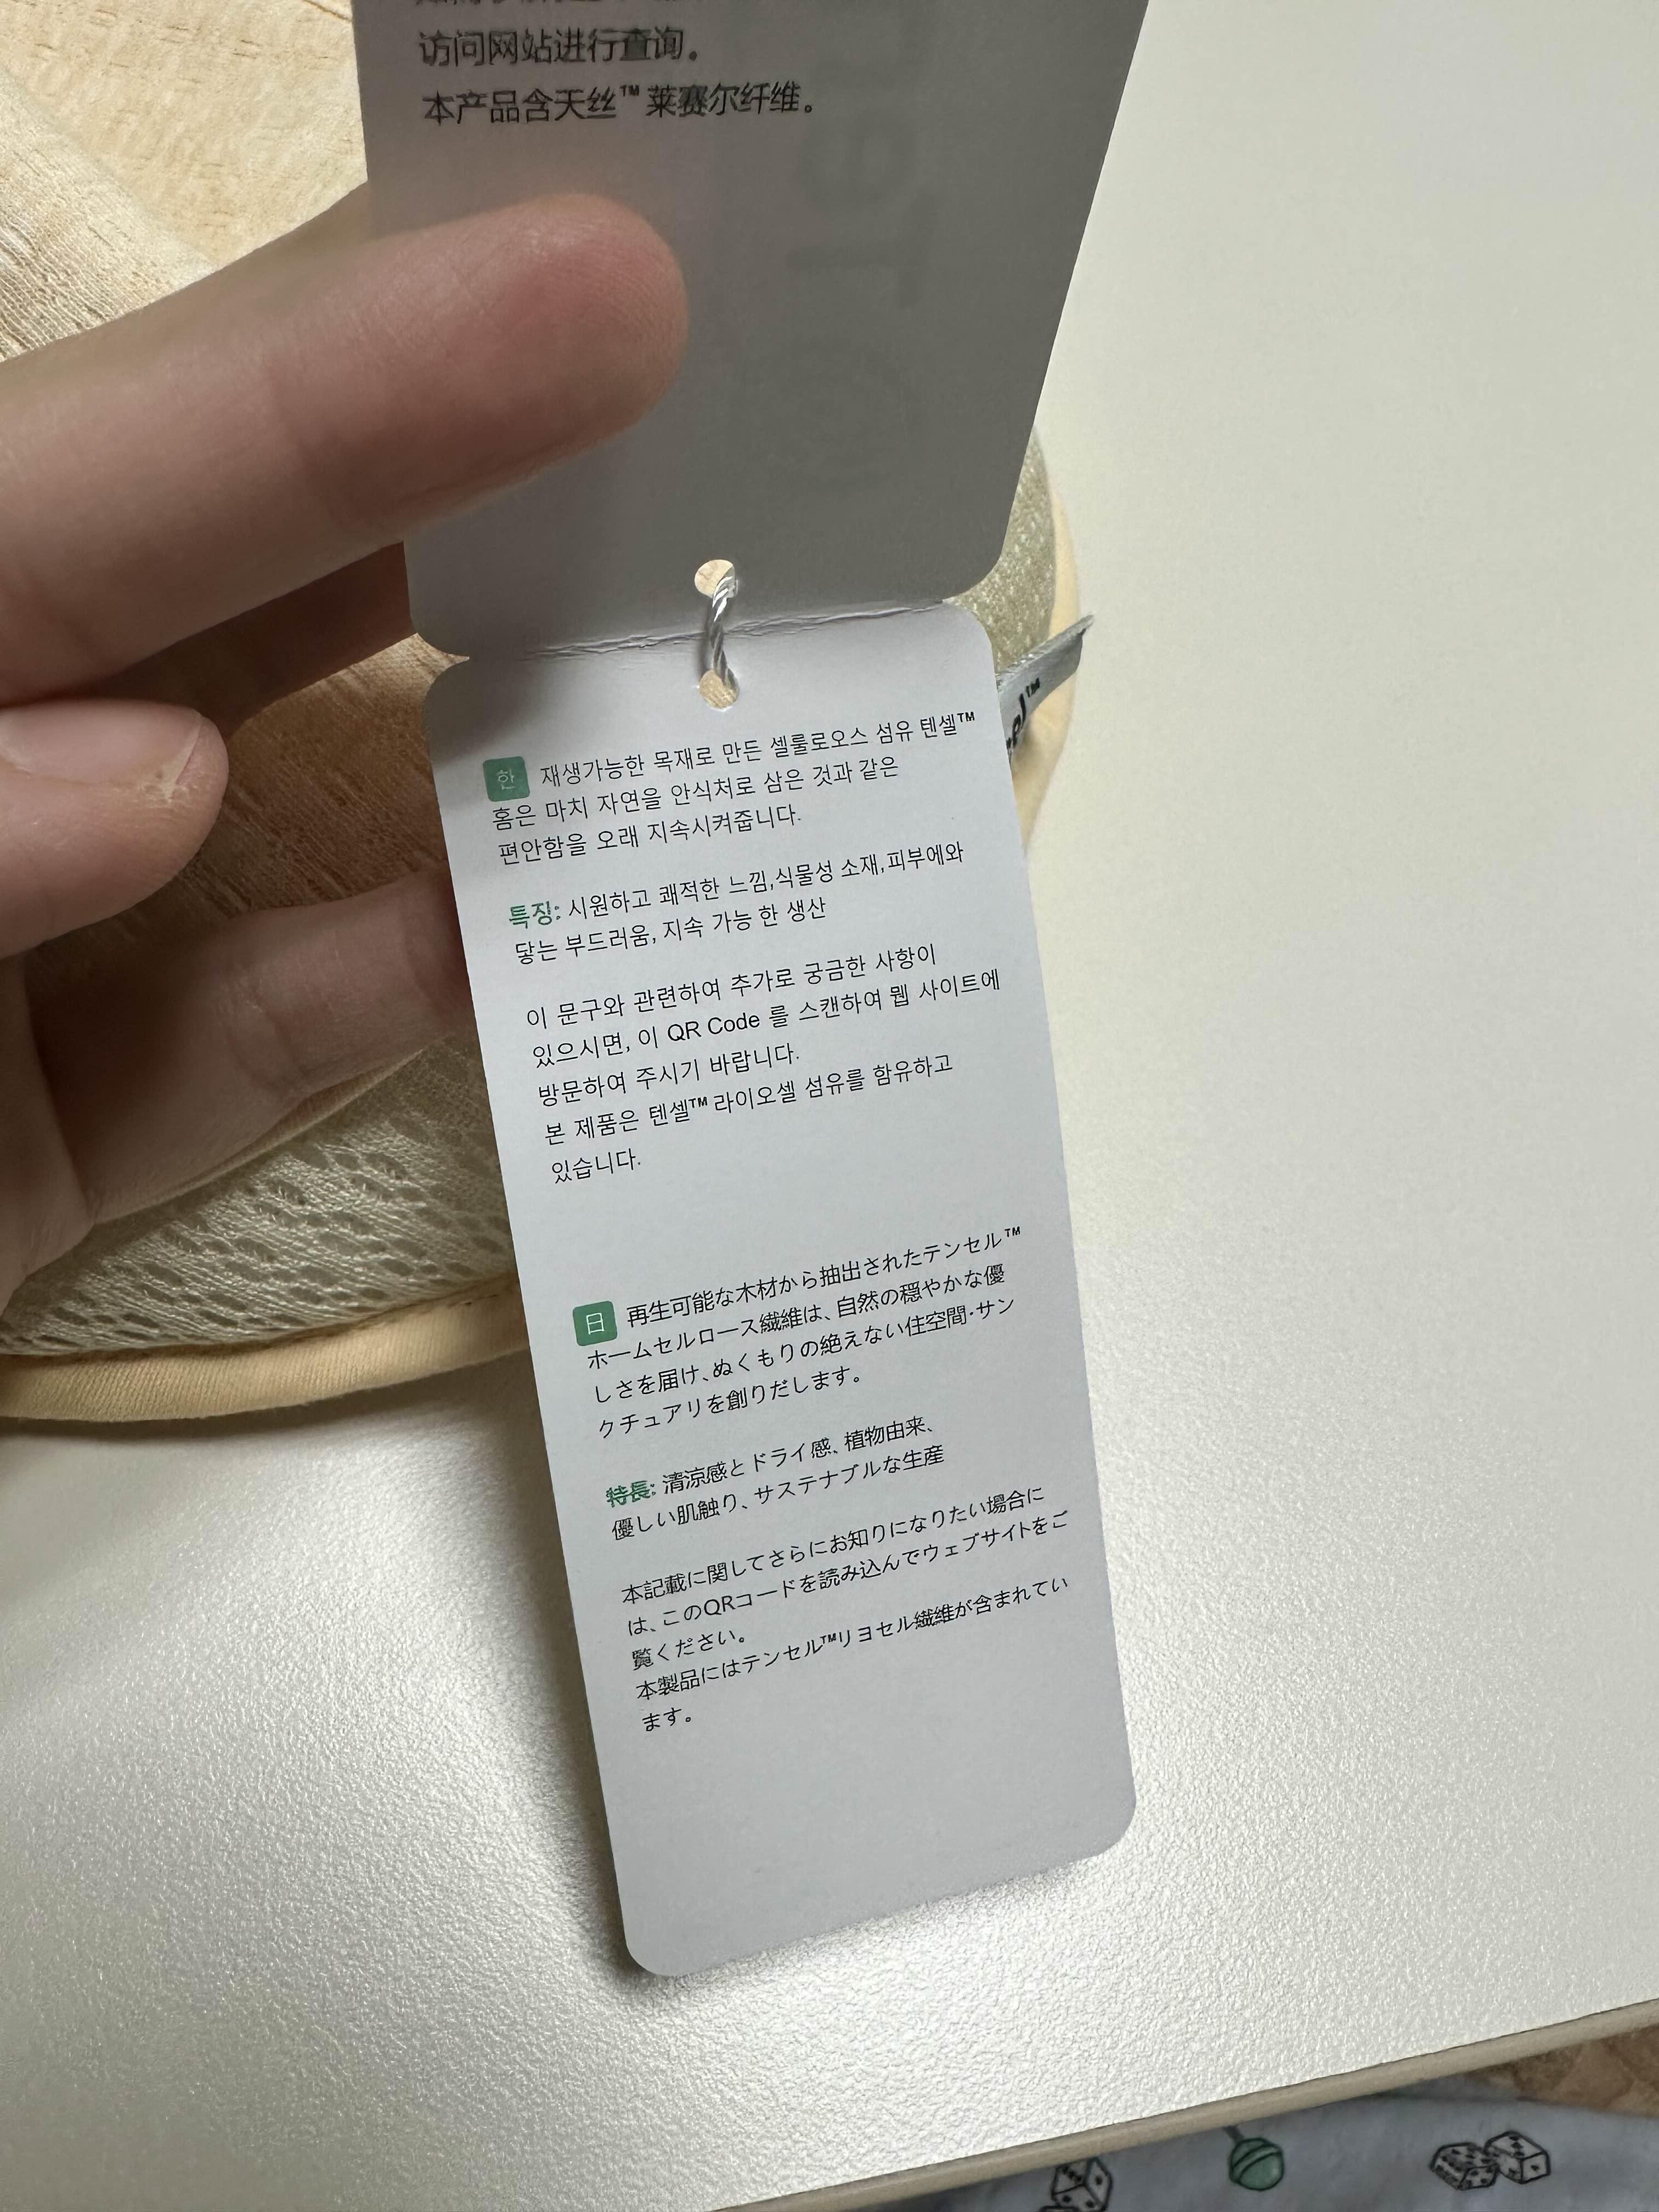 访问网站进行查询。
本产品含天丝™莱赛尔纤维。
한 재생가능한 목재로 만든 셀룰로오스 섬유 텐셀™
홈은 마치 자연을 안식처로 삼은 것과 같은
편안함을 오래 지속시켜줍니다.
특징: 시원하고 쾌적한 느낌,식물성 소재,피부에와
닿는 부드러움, 지속 가능 한 생산
이 문구와 관련하여 추가로 궁금한 사항이
있으시면, 이 QR Code 를 스캔하여 웹 사이트에
방문하여 주시기 바랍니다.
본 제품은 텐셀™ 라이오셀 섬유를 함유하고
있습니다.
日 再生可能な木材から抽出されたテンセル™
ホームセルロース繊維は、自然の穏やかな優
しさを届け、ぬくもりの絶えない住空間·サン
クチュアリを創りだします。
特長: 清涼感とドライ感、植物由来、
優しい肌触り、サステナブルな生産
本記載に関してさらにお知りになりたい場合に
は、このQRコードを読み込んでウェブサイトをご
覧ください。
本製品にはテンセル™リヨセル繊維が含まれてい
ます。